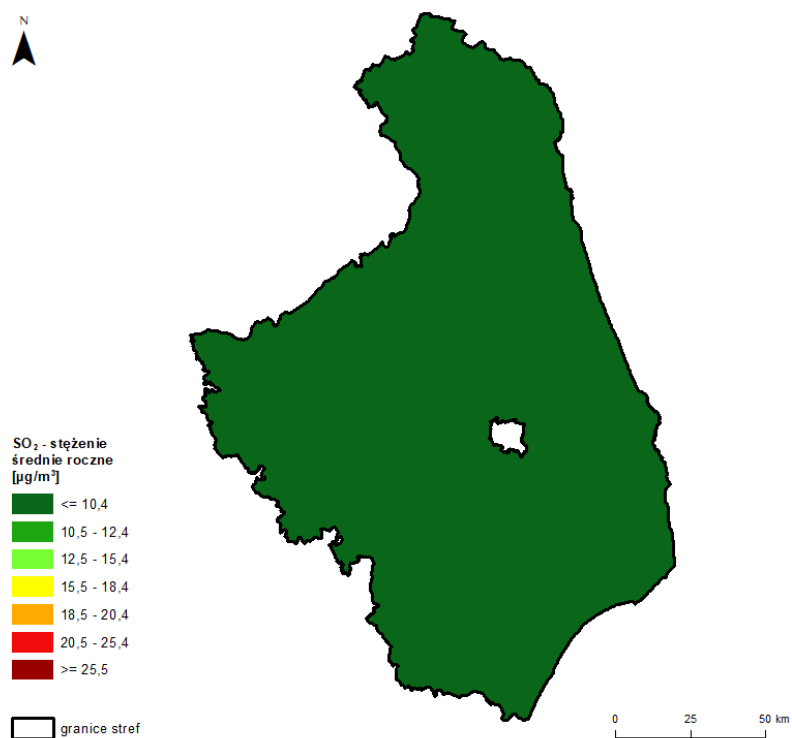 N
SO₂ - stężenie
średnie roczne
[µg/m³]
<= 10,4
10,5 - 12,4
12,5 - 15,4
15,5 - 18,4
18,5 - 20,4
20,5 - 25,4
>= 25,5
granice stref
0 25 50 km